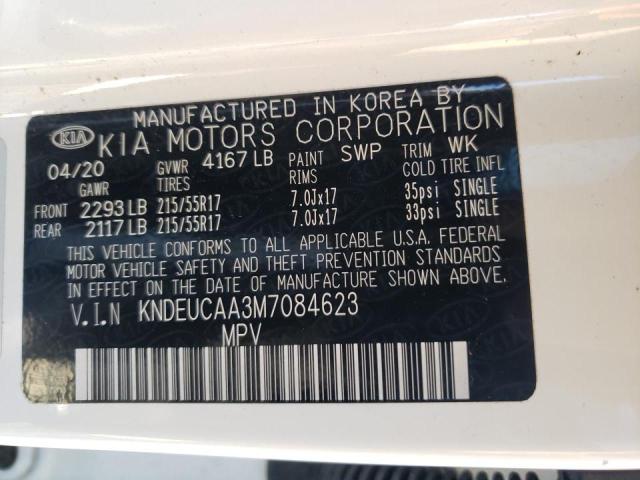 MANUFACTURED IN KOREA BY
KIA KIA MOTORS CORPORATION
04/20 GVWR 4167 LB PAINT SWP TRIM WK
GAWR TIRES RIMS COLD TIRE INFL
FRONT 2293 LB 215/55R17 7.0Jx17 35psi SINGLE
REAR 2117 LB 215/55R17 7.0Jx17 33psi SINGLE
THIS VEHICLE CONFORMS TO ALL APPLICABLE U.S.A. FEDERAL
MOTOR VEHICLE SAFETY AND THEFT PREVENTION STANDARDS
IN EFFECT ON THE DATE OF MANUFACTURE SHOWN ABOVE.
V.I.N KNDEUCAA3M7084623
MPV